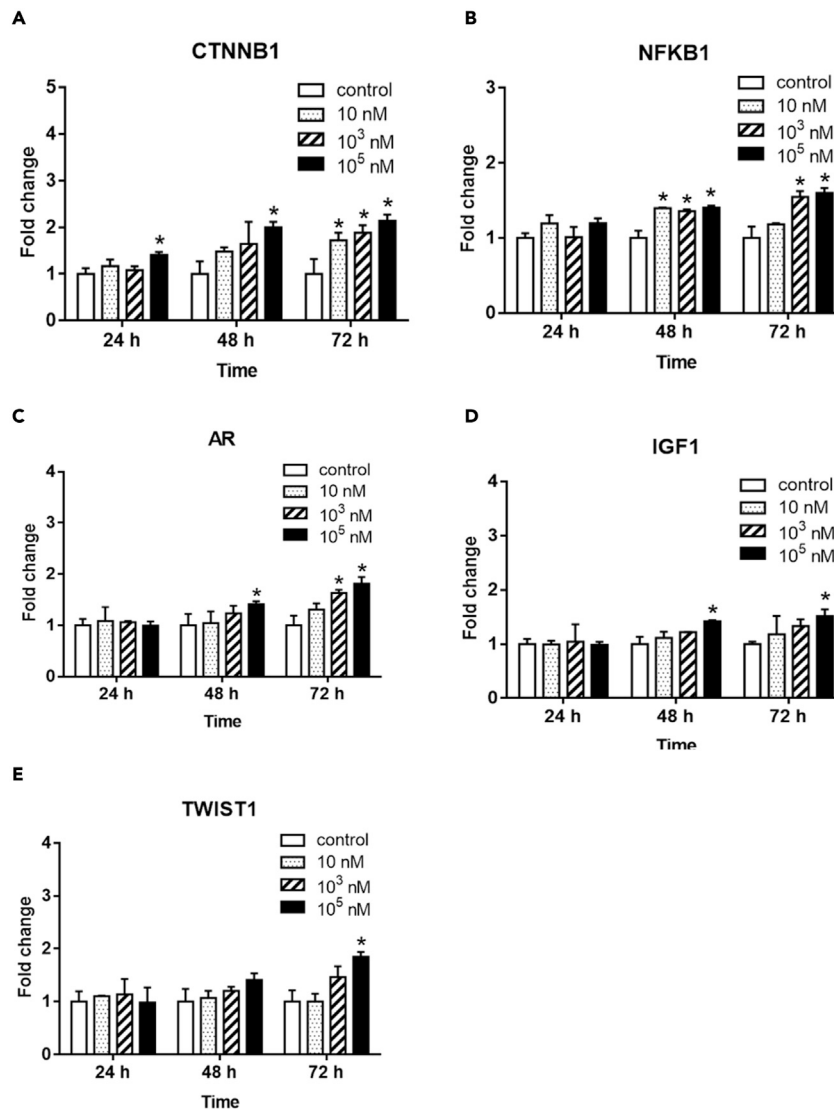 A
CTNNB1
5
4
3
2
1
0
Fold change
control
10 nM
10³ nM
10⁵ nM
* * * * *
24 h 48 h 72 h
Time
B
NFKB1
3
2
1
0
Fold change
control
10 nM
10³ nM
10⁵ nM
* * * * *
24 h 48 h 72 h
Time
C
AR
4
3
2
1
0
Fold change
control
10 nM
10³ nM
10⁵ nM
* * *
24 h 48 h 72 h
Time
D
IGF1
4
3
2
1
0
Fold change
control
10 nM
10³ nM
10⁵ nM
* *
24 h 48 h 72 h
Time
E
TWIST1
4
3
2
1
0
Fold change
control
10 nM
10³ nM
10⁵ nM
*
24 h 48 h 72 h
Time